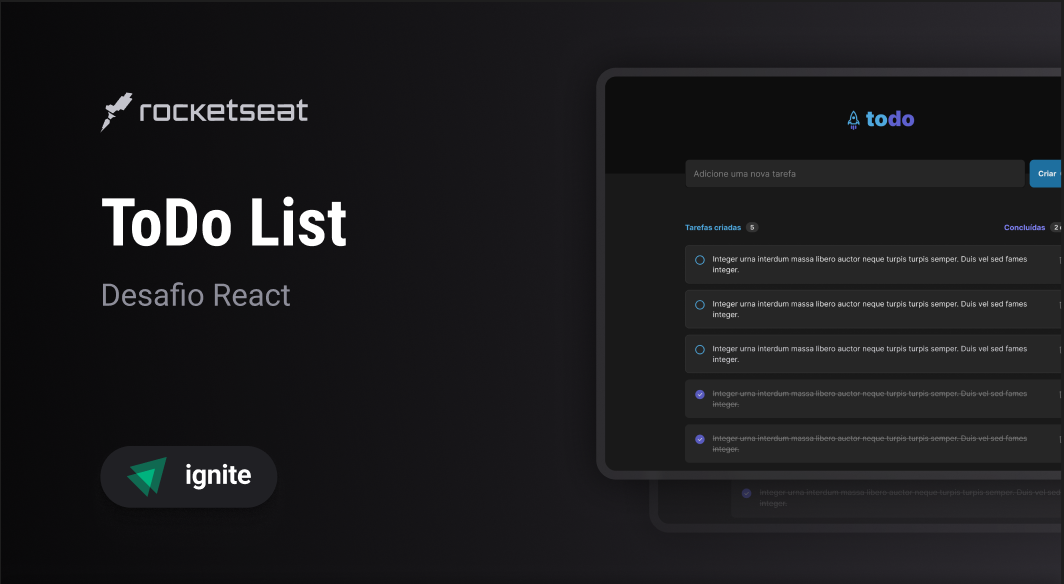 rocketseat
ToDo List
Desafio React
ignite
todo
Adicione uma nova tarefa
Criar
Tarefas criadas 5
Concluídas 2
Integer urna interdum massa libero auctor neque turpis turpis semper. Duis vel sed fames
integer.
Integer urna interdum massa libero auctor neque turpis turpis semper. Duis vel sed fames
integer.
Integer urna interdum massa libero auctor neque turpis turpis semper. Duis vel sed fames
integer.
Integer urna interdum massa libero auctor neque turpis turpis semper. Duis vel sed fames
integer.
Integer urna interdum massa libero auctor neque turpis turpis semper. Duis vel sed fames
integer.
Integer urna interdum massa libero auctor neque turpis turpis semper. Duis vel sed
integer.